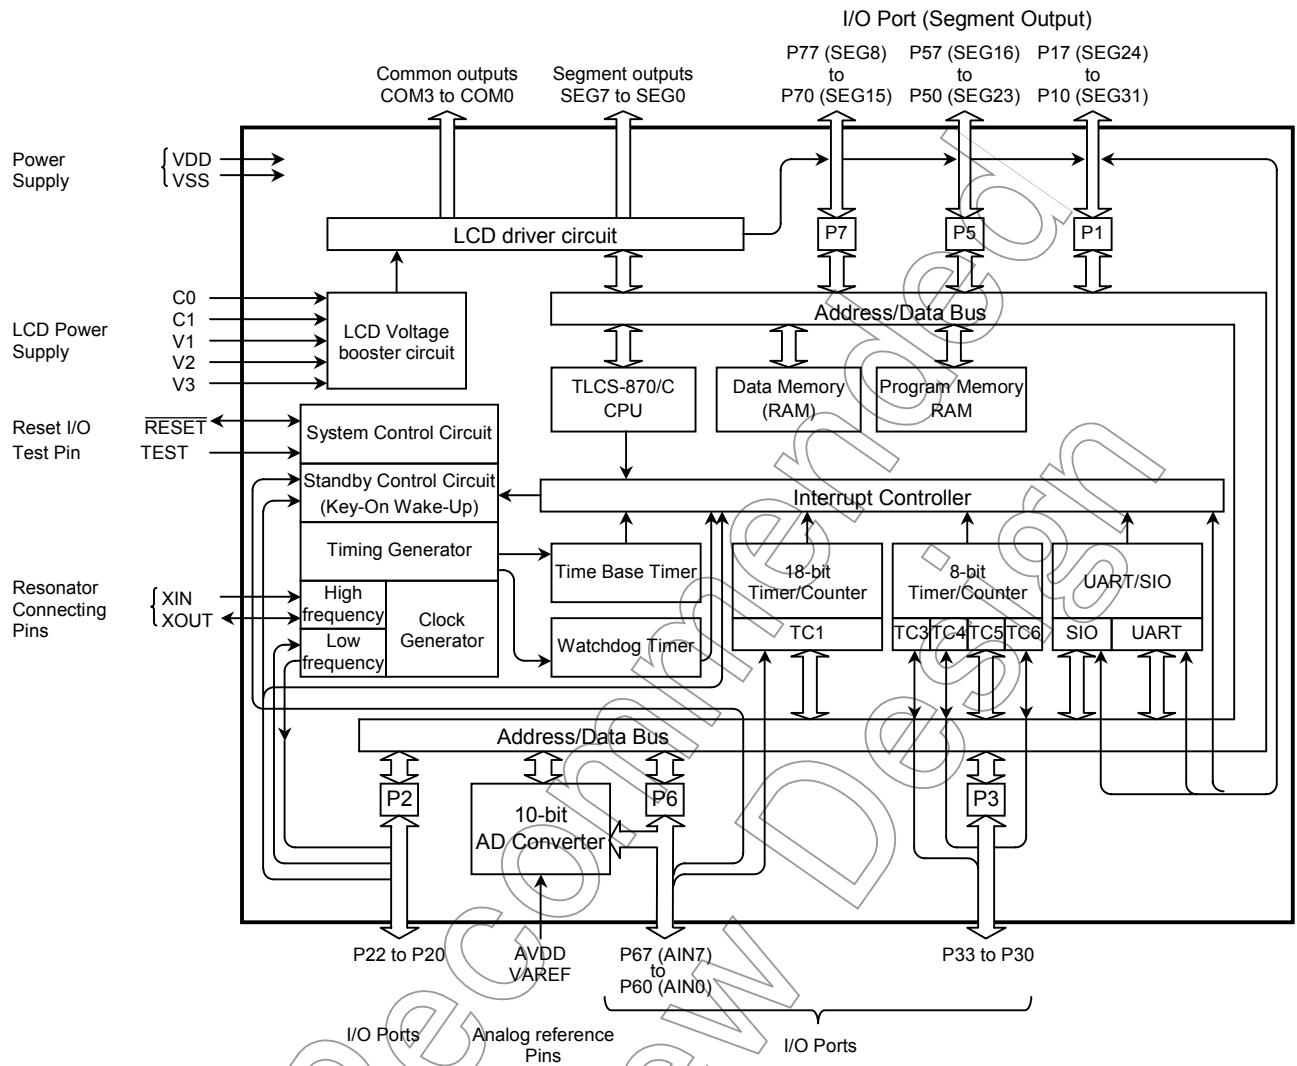 I/O Port (Segment Output)
P77 (SEG8) P57 (SEG16) P17 (SEG24)
to to to
P70 (SEG15) P50 (SEG23) P10 (SEG31)
Common outputs
COM3 to COM0
Segment outputs
SEG7 to SEG0
Power
Supply
VDD
VSS
LCD driver circuit
P7 P5 P1
LCD Power
Supply
C0
C1
V1
V2
V3
LCD Voltage
booster circuit
Address/Data Bus
TLCS-870/C
CPU
Data Memory
(RAM)
Program Memory
RAM
Reset I/O RESET
Test Pin TEST
System Control Circuit
Standby Control Circuit
(Key-On Wake-Up)
Interrupt Controller
Timing Generator
Time Base Timer
18-bit
Timer/Counter
8-bit
Timer/Counter
UART/SIO
Resonator
Connecting
Pins
XIN
XOUT
High
frequency
Low
frequency
Clock
Generator
Watchdog Timer
TC1 TC3 TC4 TC5 TC6 SIO UART
Address/Data Bus
P2
10-bit
AD Converter
P6 P3
P22 to P20
AVDD
VAREF
P67 (AIN7)
to
P60 (AIN0)
P33 to P30
I/O Ports
Analog reference
Pins
I/O Ports
Recommended
New Design